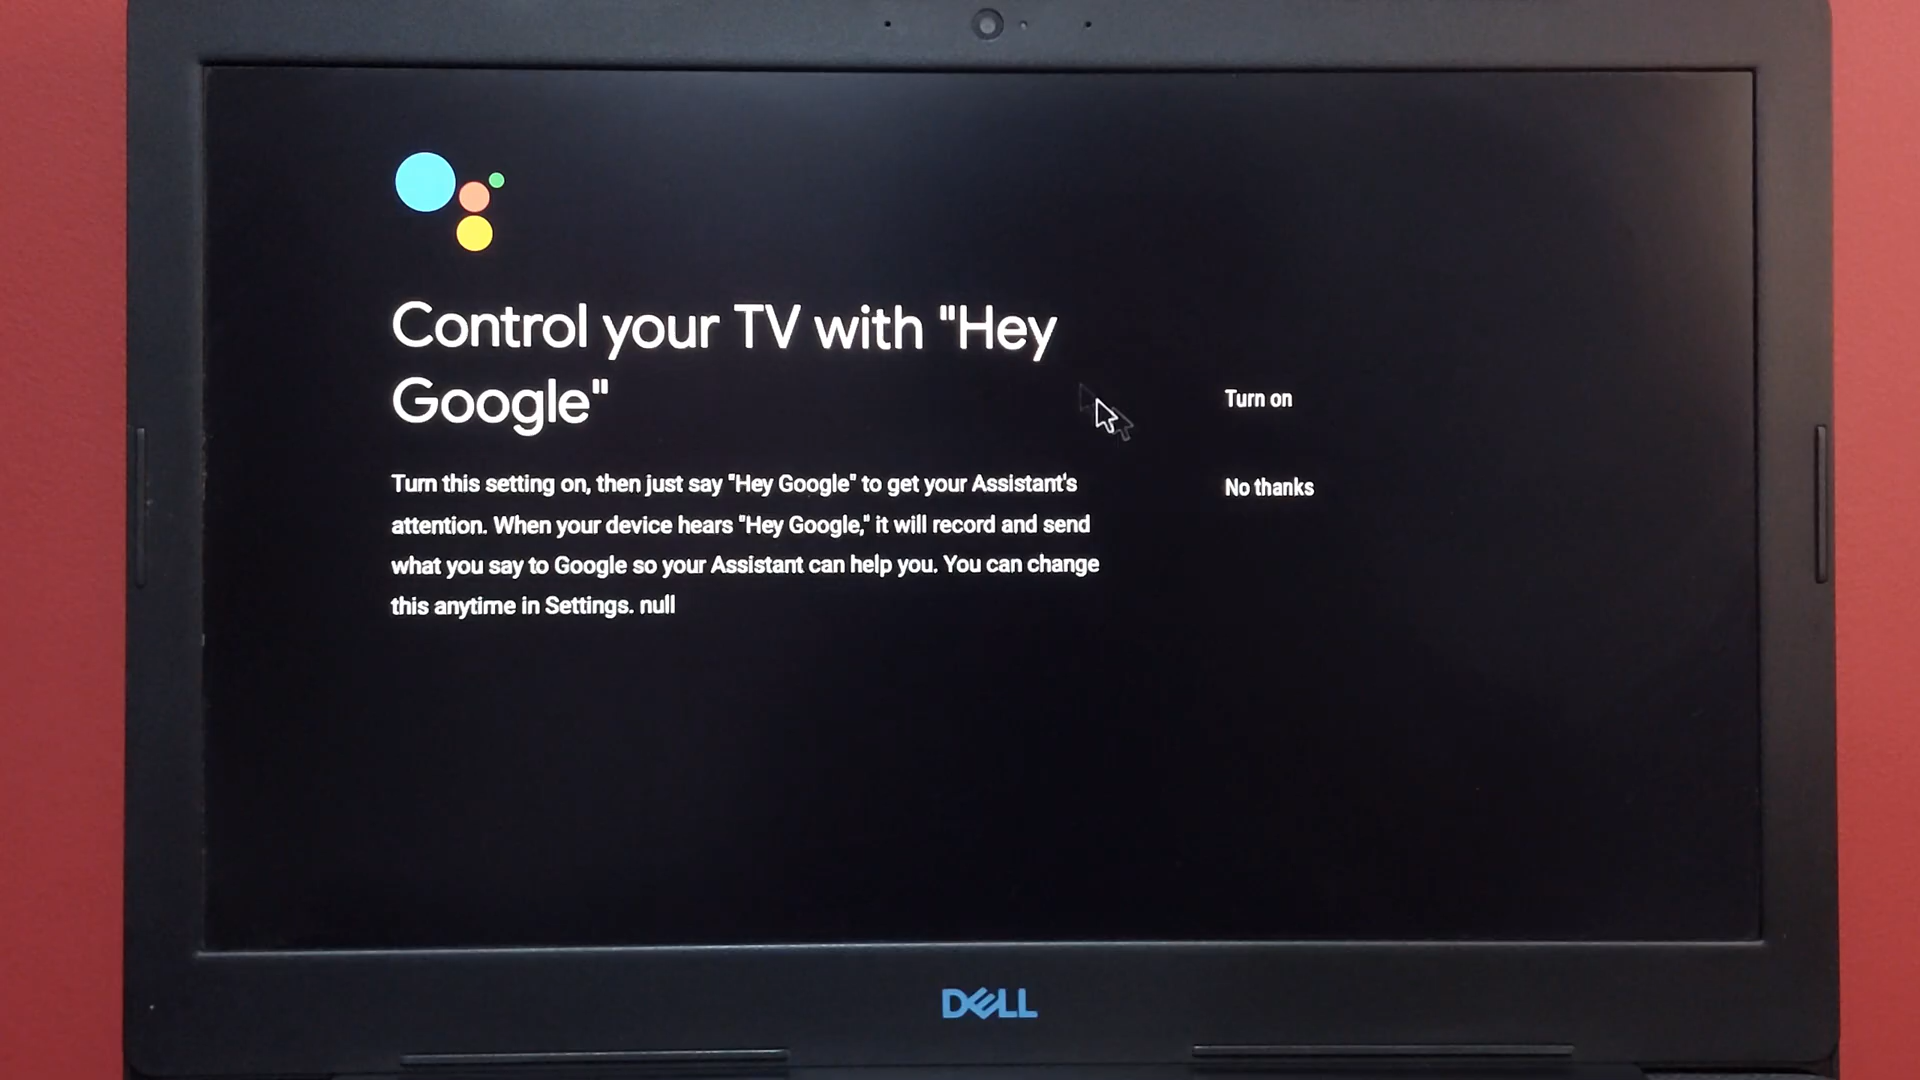 Control your TV with "Hey
Google"
Turn this setting on, then just say "Hey Google" to get your Assistant's
attention. When your device hears "Hey Google," it will record and send
what you say to Google so your Assistant can help you. You can change
this anytime in Settings. null
Turn on
No thanks
DELL